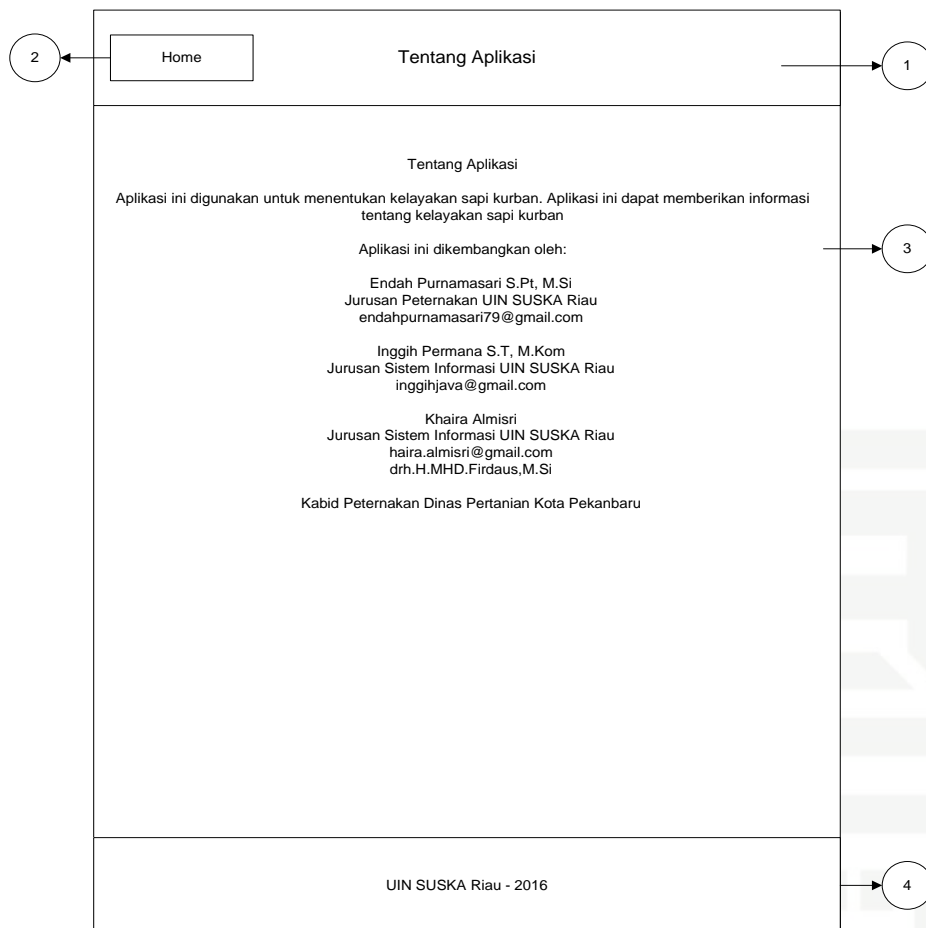 2
Home
Tentang Aplikasi
1
Tentang Aplikasi
Aplikasi ini digunakan untuk menentukan kelayakan sapi kurban. Aplikasi ini dapat memberikan informasi
tentang kelayakan sapi kurban
Aplikasi ini dikembangkan oleh:
3
Endah Purnamasari S.Pt, M.Si
Jurusan Peternakan UIN SUSKA Riau
endahpurnamasari79@gmail.com
Inggih Permana S.T, M.Kom
Jurusan Sistem Informasi UIN SUSKA Riau
inggihjava@gmail.com
Khaira Almisri
Jurusan Sistem Informasi UIN SUSKA Riau
haira.almisri@gmail.com
drh.H.MHD.Firdaus,M.Si
Kabid Peternakan Dinas Pertanian Kota Pekanbaru
UIN SUSKA Riau - 2016
4